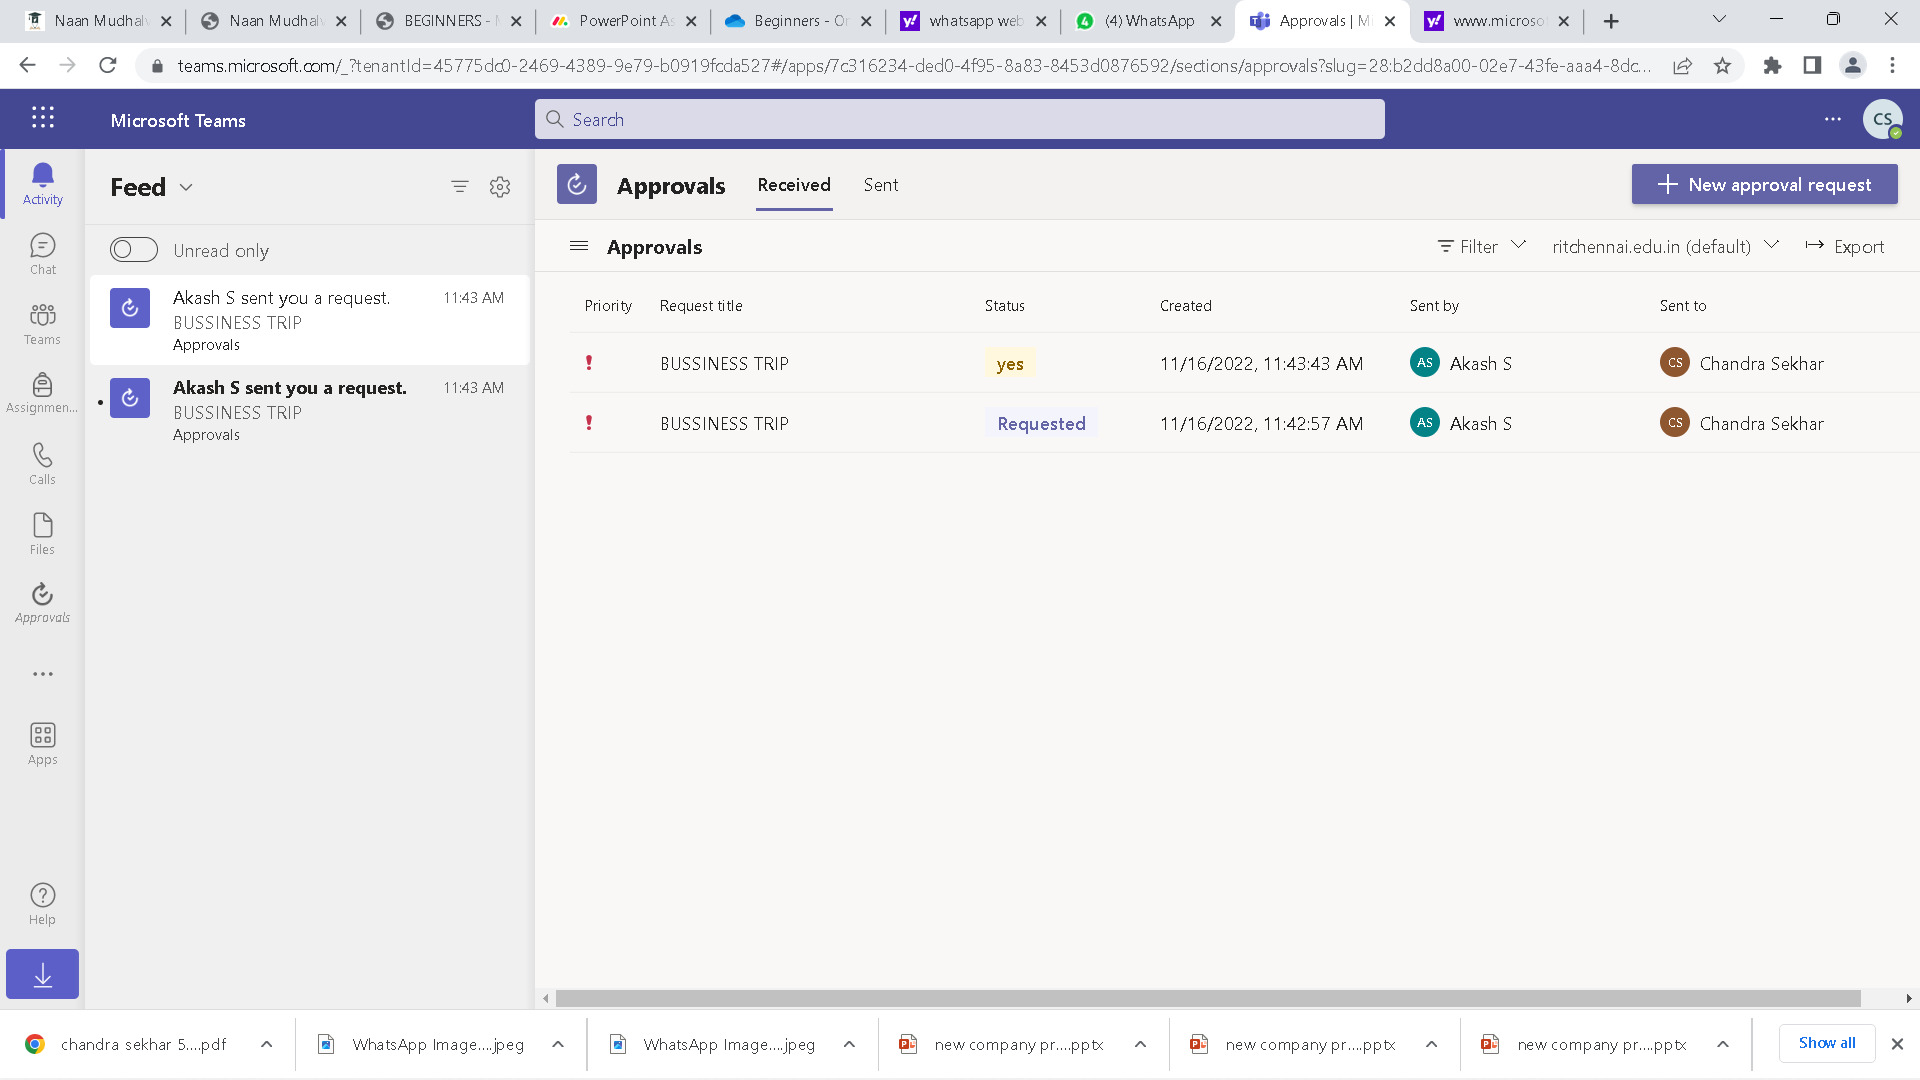 Naan Mudhal
Naan Mudhalv
BEGINNERS - 
PowerPoint As
Beginners - On
whatsapp web
(4) WhatsApp
Approvals | Mi
www.microsof
teams.microsoft.com/_?tenantId=45775dc0-2469-4389-9e79-b0919fcda527#/apps/7c316234-ded0-4f95-8a83-8453d0876592/sections/approvals?slug=28:b2dd8a00-02e7-43fe-aaa4-8dc...
Microsoft Teams
Search
CS
Activity
Chat
Teams
Assignmen...
Calls
Files
Approvals
Apps
Help
Feed
Unread only
Akash S sent you a request. 11:43 AM
BUSSINESS TRIP
Approvals
Akash S sent you a request. 11:43 AM
BUSSINESS TRIP
Approvals
Approvals Received Sent
+ New approval request
Approvals
Filter ritchennai.edu.in (default) Export
Priority Request title Status Created Sent by Sent to
! BUSSINESS TRIP yes 11/16/2022, 11:43:43 AM AS Akash S CS Chandra Sekhar
! BUSSINESS TRIP Requested 11/16/2022, 11:42:57 AM AS Akash S CS Chandra Sekhar
chandra sekhar 5....pdf
WhatsApp Image....jpeg
WhatsApp Image....jpeg
new company pr....pptx
new company pr....pptx
new company pr....pptx
Show all